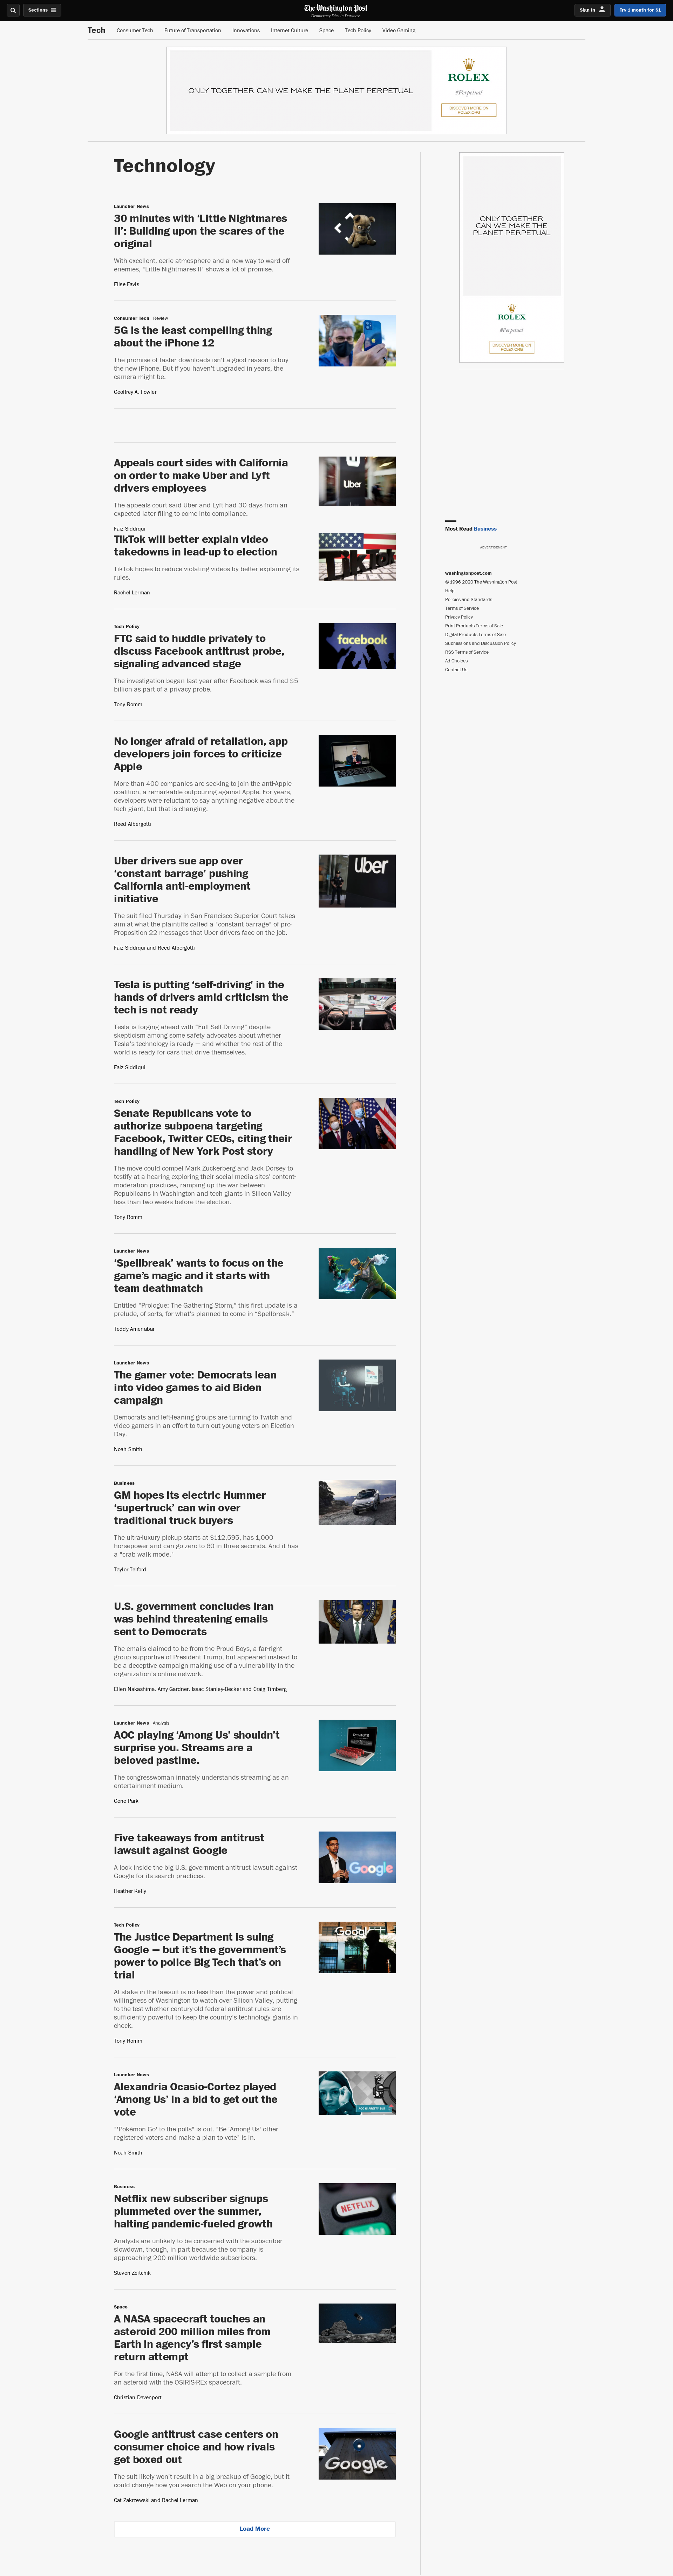 Sections
The Washington Post
Democracy Dies in Darkness
Sign In
Try 1 month for $1
Tech
Consumer Tech
Future of Transportation
Innovations
Internet Culture
Space
Tech Policy
Video Gaming
ONLY TOGETHER CAN WE MAKE THE PLANET PERPETUAL
ROLEX
#Perpetual
DISCOVER MORE ON
ROLEX.ORG
Technology
Launcher News
30 minutes with ‘Little Nightmares
II’: Building upon the scares of the
original
With excellent, eerie atmosphere and a new way to ward off
enemies, "Little Nightmares II" shows a lot of promise.
Elise Favis
Consumer Tech Review
5G is the least compelling thing
about the iPhone 12
The promise of faster downloads isn’t a good reason to buy
the new iPhone. But if you haven’t upgraded in years, the
camera might be.
Geoffrey A. Fowler
Appeals court sides with California
on order to make Uber and Lyft
drivers employees
The appeals court said Uber and Lyft had 30 days from an
expected later filing to come into compliance.
Faiz Siddiqui
Uber
TikTok will better explain video
takedowns in lead-up to election
TikTok hopes to reduce violating videos by better explaining its
rules.
Rachel Lerman
TikTok
Tech Policy
FTC said to huddle privately to
discuss Facebook antitrust probe,
signaling advanced stage
The investigation began last year after Facebook was fined $5
billion as part of a privacy probe.
Tony Romm
facebook
No longer afraid of retaliation, app
developers join forces to criticize
Apple
More than 400 companies are seeking to join the anti-Apple
coalition, a remarkable outpouring against Apple. For years,
developers were reluctant to say anything negative about the
tech giant, but that is changing.
Reed Albergotti
Uber drivers sue app over
‘constant barrage’ pushing
California anti-employment
initiative
The suit filed Thursday in San Francisco Superior Court takes
aim at what the plaintiffs called a "constant barrage" of pro-
Proposition 22 messages that Uber drivers face on the job.
Faiz Siddiqui and Reed Albergotti
Uber
Tesla is putting ‘self-driving’ in the
hands of drivers amid criticism the
tech is not ready
Tesla is forging ahead with “Full Self-Driving” despite
skepticism among some safety advocates about whether
Tesla’s technology is ready — and whether the rest of the
world is ready for cars that drive themselves.
Faiz Siddiqui
Tech Policy
Senate Republicans vote to
authorize subpoena targeting
Facebook, Twitter CEOs, citing their
handling of New York Post story
The move could compel Mark Zuckerberg and Jack Dorsey to
testify at a hearing exploring their social media sites’ content-
moderation practices, ramping up the war between
Republicans in Washington and tech giants in Silicon Valley
less than two weeks before the election.
Tony Romm
Launcher News
‘Spellbreak’ wants to focus on the
game’s magic and it starts with
team deathmatch
Entitled “Prologue: The Gathering Storm,” this first update is a
prelude, of sorts, for what’s planned to come in “Spellbreak.”
Teddy Amenabar
Launcher News
The gamer vote: Democrats lean
into video games to aid Biden
campaign
Democrats and left-leaning groups are turning to Twitch and
video gamers in an effort to turn out young voters on Election
Day.
Noah Smith
Business
GM hopes its electric Hummer
‘supertruck’ can win over
traditional truck buyers
The ultra-luxury pickup starts at $112,595, has 1,000
horsepower and can go zero to 60 in three seconds. And it has
a "crab walk mode."
Taylor Telford
U.S. government concludes Iran
was behind threatening emails
sent to Democrats
The emails claimed to be from the Proud Boys, a far-right
group supportive of President Trump, but appeared instead to
be a deceptive campaign making use of a vulnerability in the
organization’s online network.
Ellen Nakashima, Amy Gardner, Isaac Stanley-Becker and Craig Timberg
Launcher News Analysis
AOC playing ‘Among Us’ shouldn’t
surprise you. Streams are a
beloved pastime.
The congresswoman innately understands streaming as an
entertainment medium.
Gene Park
Five takeaways from antitrust
lawsuit against Google
A look inside the big U.S. government antitrust lawsuit against
Google for its search practices.
Heather Kelly
Google
Tech Policy
The Justice Department is suing
Google — but it’s the government’s
power to police Big Tech that’s on
trial
At stake in the lawsuit is no less than the power and political
willingness of Washington to watch over Silicon Valley, putting
to the test whether century-old federal antitrust rules are
sufficiently powerful to keep the country’s technology giants in
check.
Tony Romm
Google
Launcher News
Alexandria Ocasio-Cortez played
‘Among Us’ in a bid to get out the
vote
"‘Pokémon Go’ to the polls" is out. "Be ‘Among Us’ other
registered voters and make a plan to vote" is in.
Noah Smith
Business
Netflix new subscriber signups
plummeted over the summer,
halting pandemic-fueled growth
Analysts are unlikely to be concerned with the subscriber
slowdown, though, in part because the company is
approaching 200 million worldwide subscribers.
Steven Zeitchik
NETFLIX
Space
A NASA spacecraft touches an
asteroid 200 million miles from
Earth in agency’s first sample
return attempt
For the first time, NASA will attempt to collect a sample from
an asteroid with the OSIRIS-REx spacecraft.
Christian Davenport
Google antitrust case centers on
consumer choice and how rivals
get boxed out
The suit likely won’t result in a big breakup of Google, but it
could change how you search the Web on your phone.
Cat Zakrzewski and Rachel Lerman
Google
Load More
ONLY TOGETHER
CAN WE MAKE THE
PLANET PERPETUAL
ROLEX
#Perpetual
DISCOVER MORE ON
ROLEX.ORG
Most Read Business
ADVERTISEMENT
washingtonpost.com
© 1996-2020 The Washington Post
Help
Policies and Standards
Terms of Service
Privacy Policy
Print Products Terms of Sale
Digital Products Terms of Sale
Submissions and Discussion Policy
RSS Terms of Service
Ad Choices
Contact Us